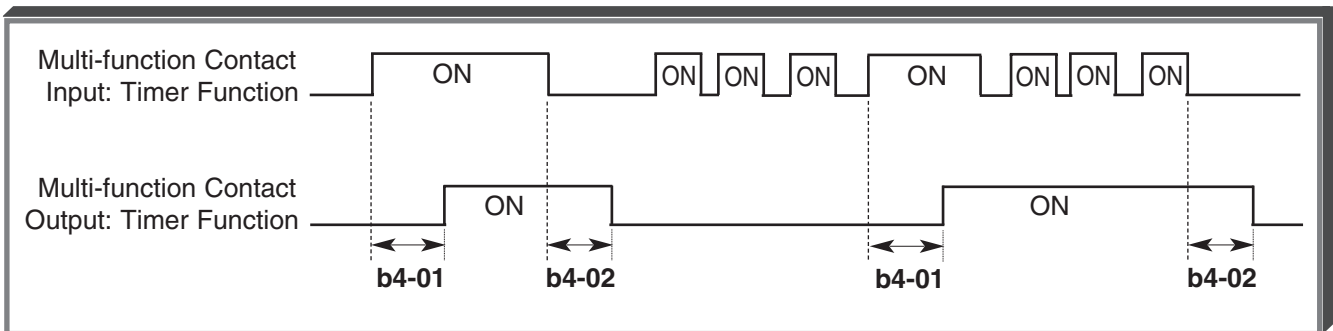 Multi-function Contact
Input: Timer Function
ON ON ON ON ON ON ON ON
Multi-function Contact
Output: Timer Function
ON ON
b4-01 b4-02 b4-01 b4-02